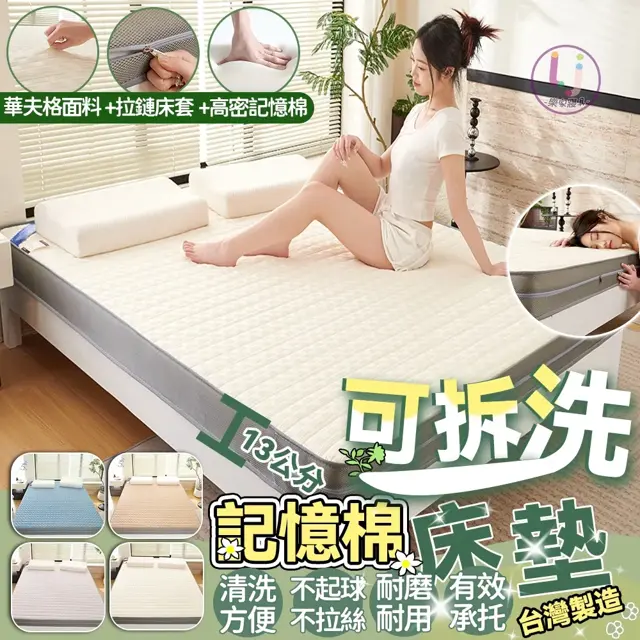 華夫格面料+拉鏈床套+高密記憶棉
可拆洗
13公分
記憶棉
床墊
清洗方便
不起球不拉絲
耐磨耐用
有效承托
台灣製造